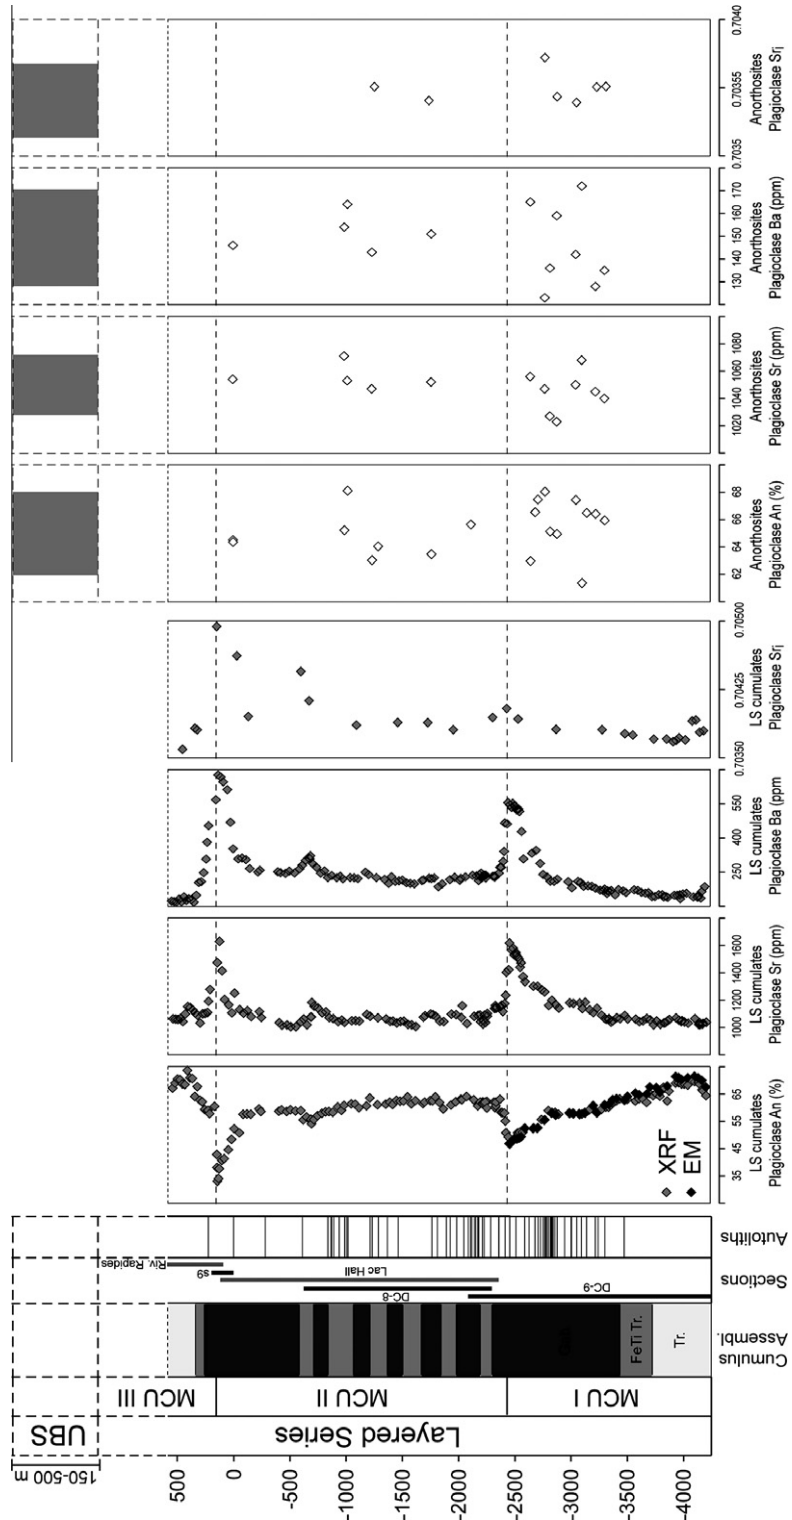 0.7035
0.70355
0.7040
Anorthosites
Plagioclase Sri
130 140 150 160 170
Anorthosites
Plagioclase Ba (ppm)
1020 1040 1060 1080
Anorthosites
Plagioclase Sr (ppm)
62 64 66 68
Anorthosites
Plagioclase An (%)
0.70350
0.70425
0.70500
LS cumulates
Plagioclase Sri
250 400 550
LS cumulates
Plagioclase Ba (ppm
1000 1200 1400 1600
LS cumulates
Plagioclase Sr (ppm)
35 45 55 65
LS cumulates
Plagioclase An (%)
XRF
EM
Autoliths
Riv. Rapides
s9
Lac Hall
DC-8
DC-9
Sections
FeTi Tr.
Tr.
Cumulus
Assembl.
MCU III
MCU II
MCU I
UBS
Layered Series
150-500 m
500
0
-500
-1000
-1500
-2000
-2500
-3000
-3500
-4000